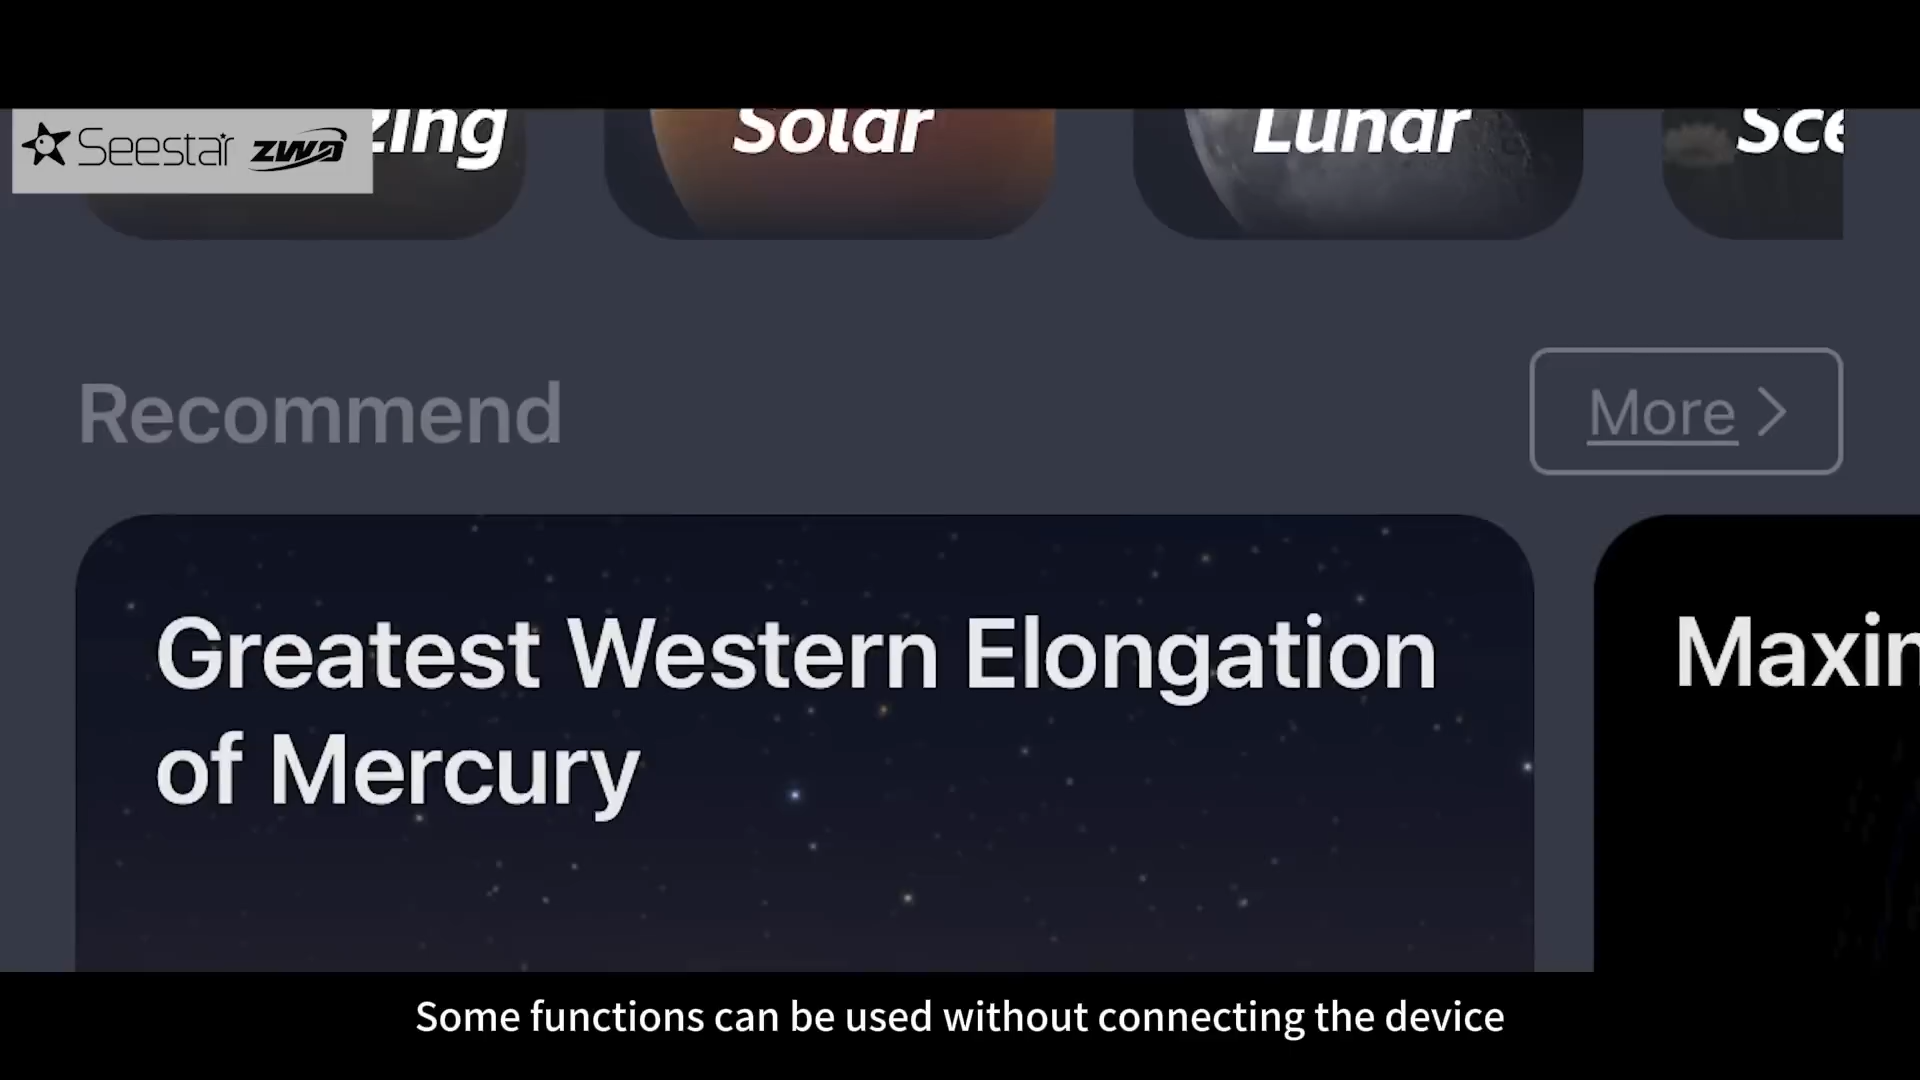 Seestar ZWO
Solar
Lunar
Recommend
More
Greatest Western Elongation
of Mercury
Some functions can be used without connecting the device